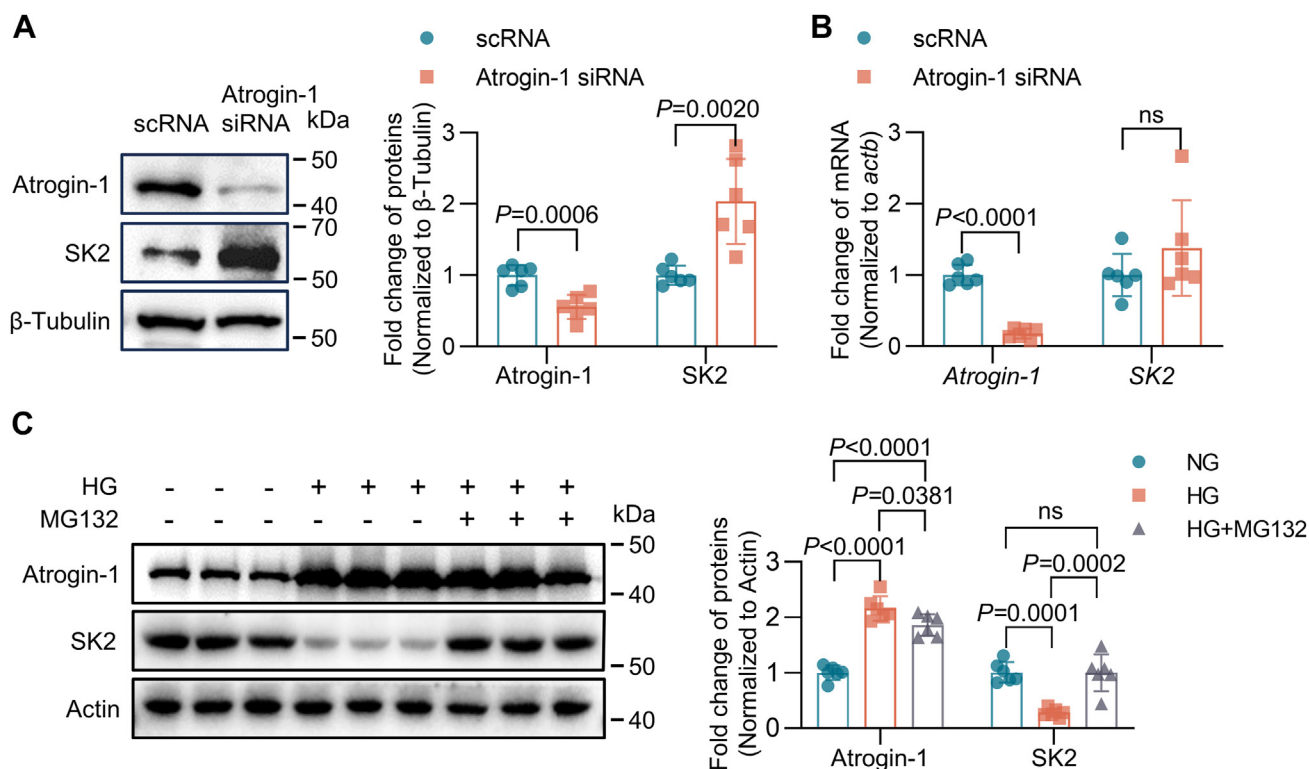 A
scRNA
Atrogin-1 siRNA
Atrogin-1
scRNA siRNA kDa
Atrogin-1
50
40
SK2
70
50
β-Tubulin
50
Fold change of proteins
(Normalized to β-Tubulin)
3
2
1
0
P=0.0006
P=0.0020
Atrogin-1 SK2
B
scRNA
Atrogin-1 siRNA
Fold change of mRNA
(Normalized to actb)
3
2
1
0
P<0.0001
ns
Atrogin-1 SK2
C
HG - - - + + + + + +
MG132 - - - - - - + + +
kDa
Atrogin-1
50
40
SK2
50
Actin
40
Fold change of proteins
(Normalized to Actin)
3
2
1
0
P<0.0001
P=0.0381
P<0.0001
ns
P=0.0002
P=0.0001
Atrogin-1 SK2
NG
HG
HG+MG132